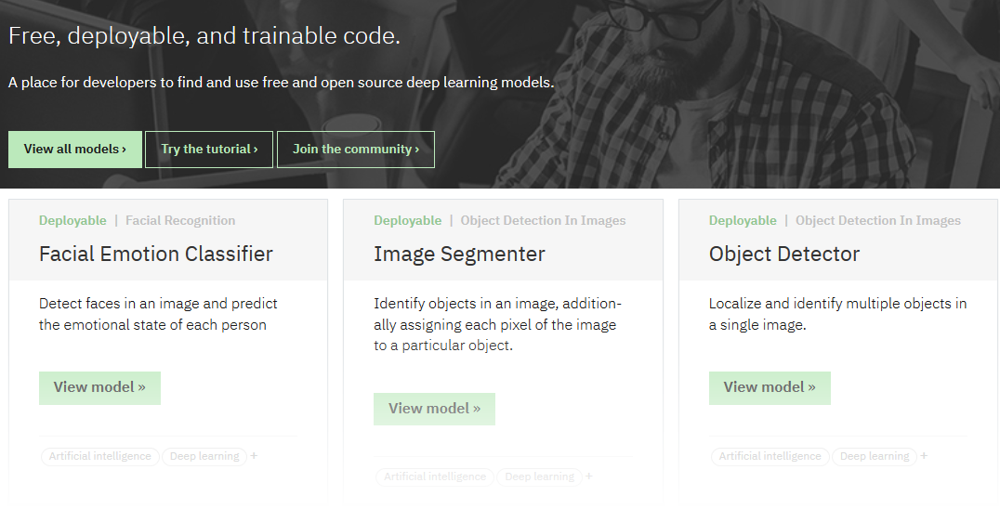 Free, deployable, and trainable code.
A place for developers to find and use free and open source deep learning models.
View all models ›
Try the tutorial ›
Join the community ›
Deployable | Facial Recognition
Facial Emotion Classifier
Detect faces in an image and predict
the emotional state of each person
View model »
Artificial intelligence
Deep learning
+
Deployable | Object Detection In Images
Image Segmenter
Identify objects in an image, addition-
ally assigning each pixel of the image
to a particular object.
View model »
Artificial intelligence
Deep learning
+
Deployable | Object Detection In Images
Object Detector
Localize and identify multiple objects in
a single image.
View model »
Artificial intelligence
Deep learning
+